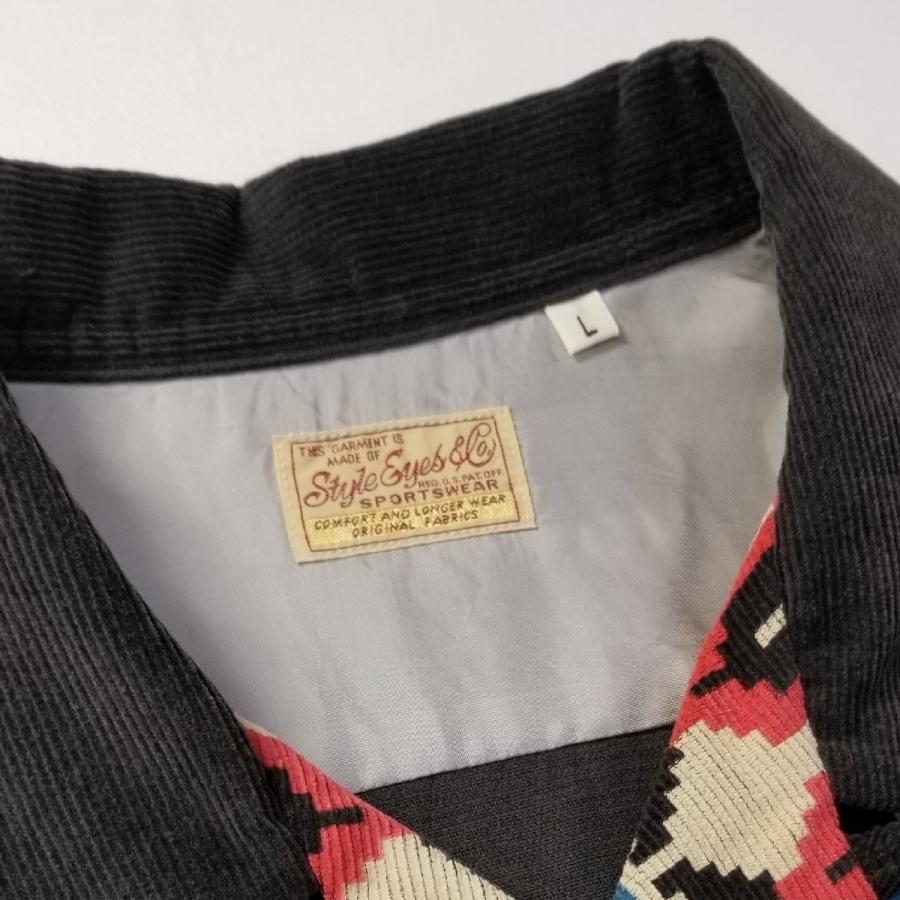 L
THIS GARMENT IS
MADE OF
Style Eyes & Co.
REG. U.S. PAT. OFF.
SPORTSWEAR
COMFORT AND LONGER WEAR
ORIGINAL FABRICS